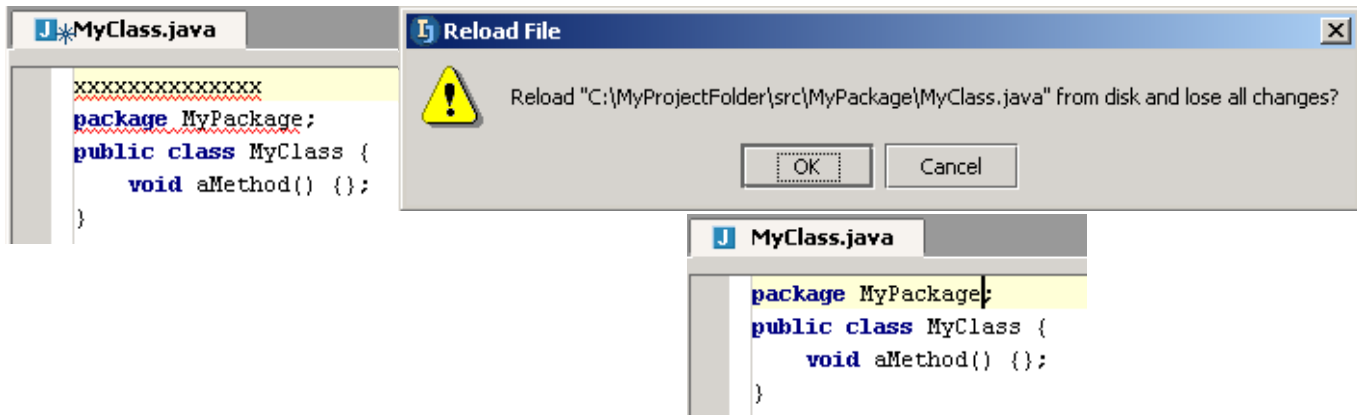 MyClass.java
xxxxxxxxxxxxxx
package MyPackage;
public class MyClass {
    void aMethod() {};
}
Reload File
Reload "C:\MyProjectFolder\src\MyPackage\MyClass.java" from disk and lose all changes?
OK Cancel
MyClass.java
package MyPackage;
public class MyClass {
    void aMethod() {};
}